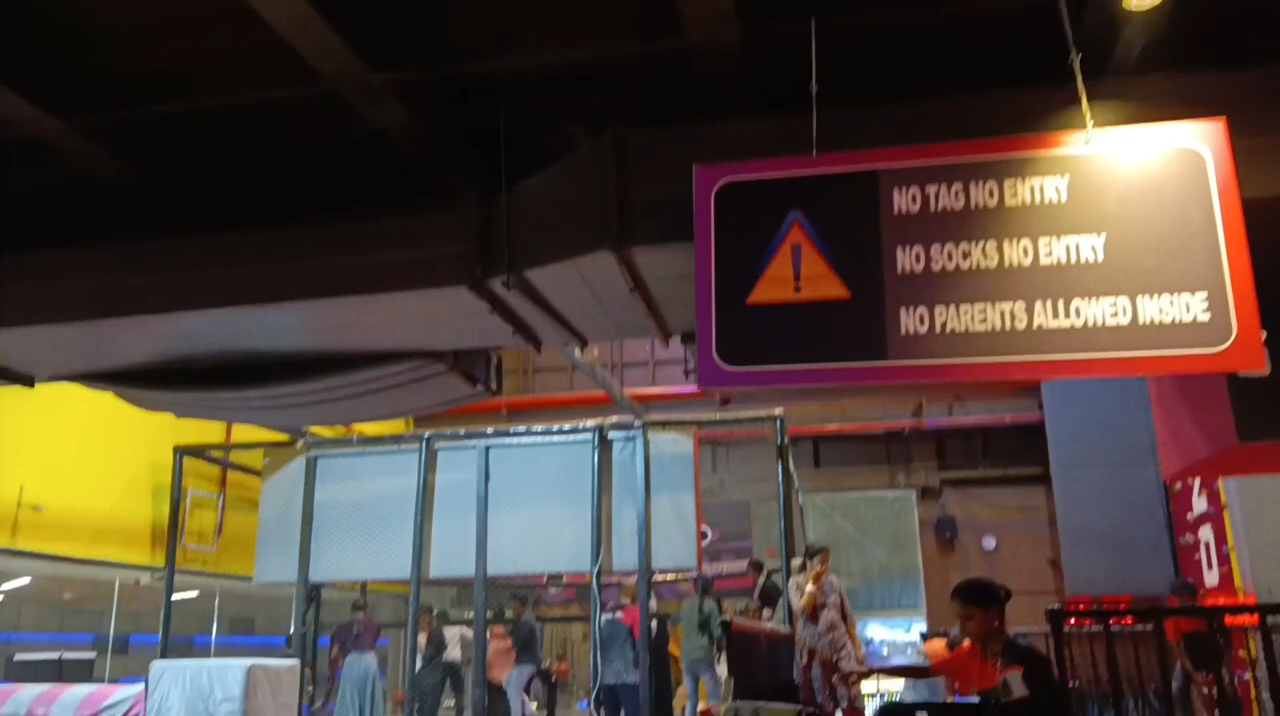 NO TAG NO ENTRY
NO SOCKS NO ENTRY
NO PARENTS ALLOWED INSIDE